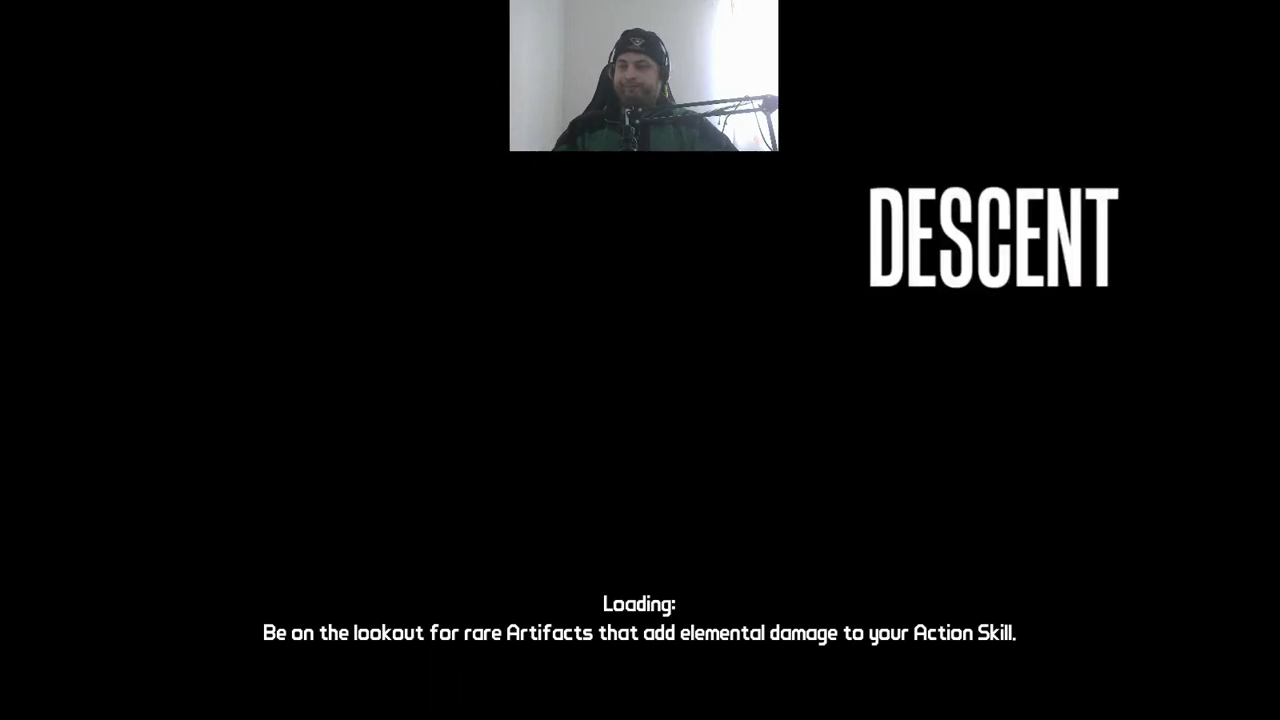 DESCENT
Loading:
Be on the lookout for rare Artifacts that add elemental damage to your Action Skill.